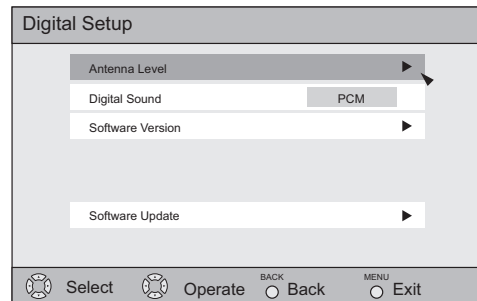 Digital Setup
Antenna Level
Digital Sound PCM
Software Version
Software Update
Select Operate BACK Back MENU Exit